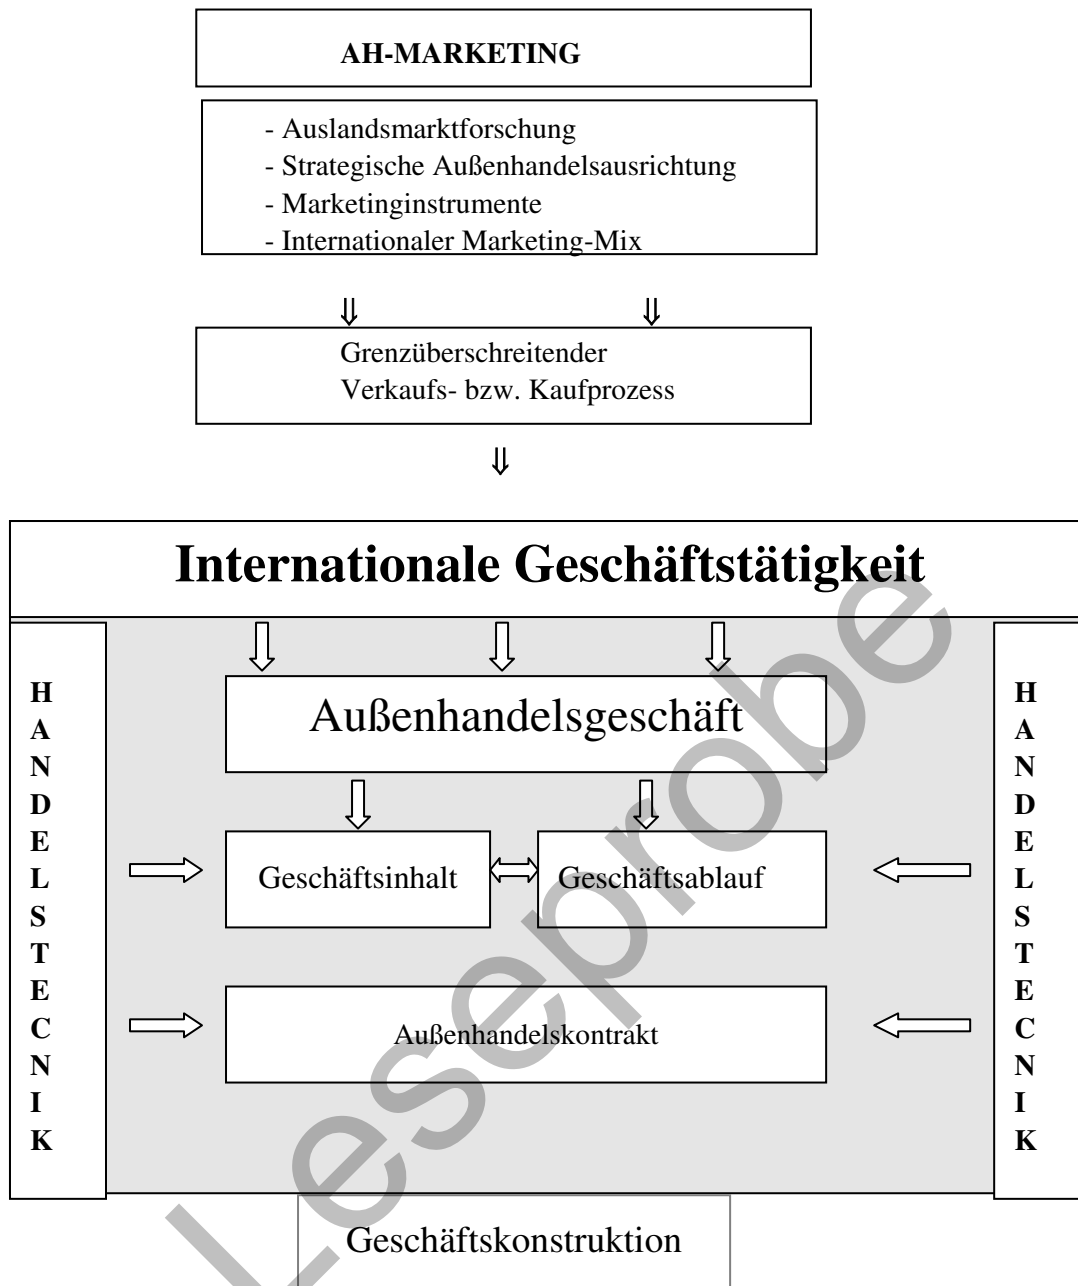 AH-MARKETING
- Auslandsmarktforschung
- Strategische Außenhandelsausrichtung
- Marketinginstrumente
- Internationaler Marketing-Mix
Grenzüberschreitender
Verkaufs- bzw. Kaufprozess
Internationale Geschäftstätigkeit
H
A
N
D
E
L
S
T
E
C
N
I
K
Außenhandelsgeschäft
Geschäftsinhalt
Geschäftsablauf
Außenhandelskontrakt
H
A
N
D
E
L
S
T
E
C
N
I
K
Geschäftskonstruktion
Leseprobe